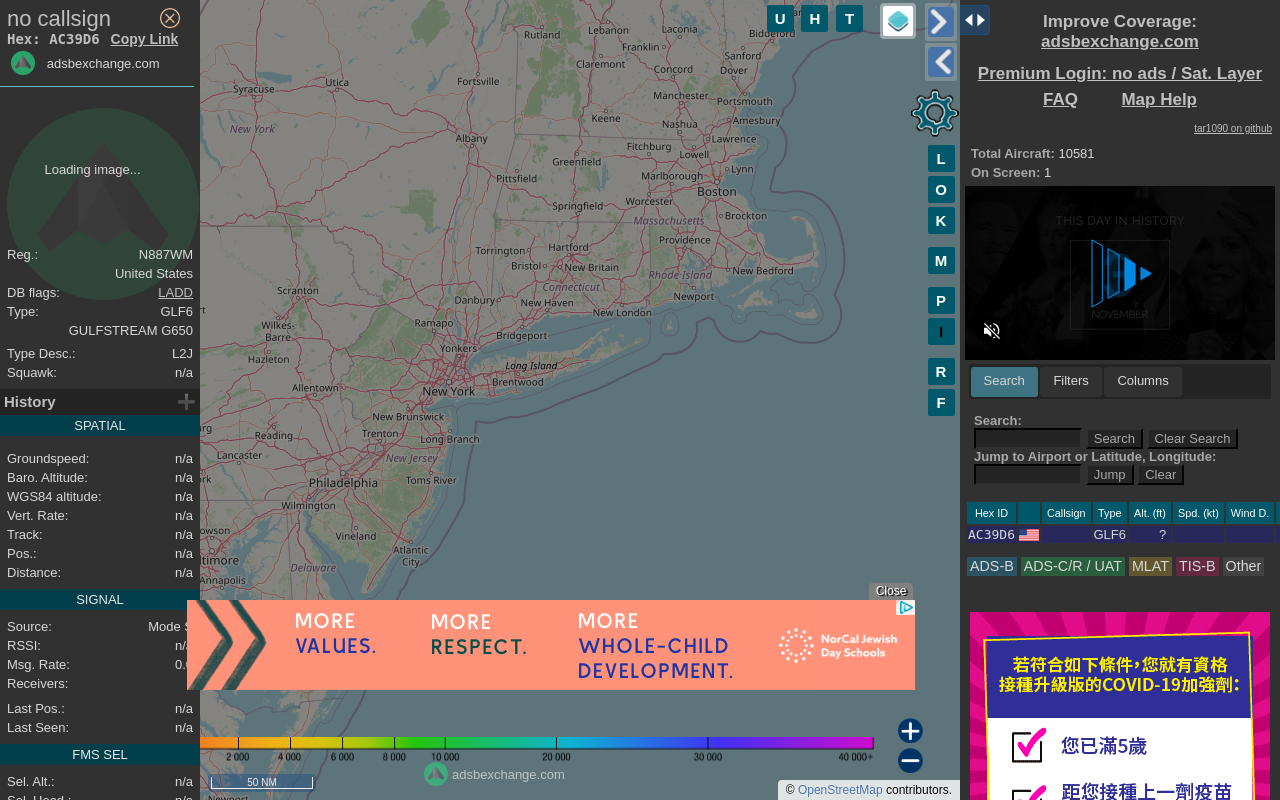 no callsign
Hex: AC39D6 Copy Link
adsbexchange.com
Loading image...
Reg.: N887WM
United States
DB flags: LADD
Type: GLF6
GULFSTREAM G650
Type Desc.: L2J
Squawk: n/a
History
SPATIAL
Groundspeed: n/a
Baro. Altitude: n/a
WGS84 altitude: n/a
Vert. Rate: n/a
Track: n/a
Pos.: n/a
Distance: n/a
SIGNAL
Source: Mode
RSSI:
Msg. Rate:
Receivers:
Last Pos.: n/a
Last Seen: n/a
FMS SEL
Sel. Alt.: n/a
U H T
L
O
K
M
P
I
R
F
Rutland
Lebanon
Laconia
Biddeford
Franklin
Sanford
Claremont
Concord
Dover
Utica
Fortsville
Syracuse
Manchester
Portsmouth
Keene
Amesbury
New York
Albany
Nashua
Lawrence
Fitchburg
Lowell
Greenfield
Lynn
Pittsfield
Marlborough
Boston
Springfield
Worcester
Brockton
Massachusetts
Providence
Torrington
Hartford
Bristol
New Britain
Rhode Island
New Bedford
Connecticut
Scranton
Danbury
New Haven
Newport
New London
Wilkes-
Barre
Ramapo
Bridgeport
Yonkers
Hazleton
Long Island
Brentwood
Allentown
New York
New Brunswick
Reading
Trenton
Long Branch
Lancaster
New Jersey
Philadelphia
Toms River
Wilmington
Vineland
Atlantic
City
Annapolis
Delaware
Close
MORE
VALUES.
MORE
RESPECT.
MORE
WHOLE-CHILD
DEVELOPMENT.
NorCal Jewish
Day Schools
2 000 4 000 6 000 8 000 10 000 20 000 30 000 40 000+
adsbexchange.com
50 NM
© OpenStreetMap contributors.
Improve Coverage:
adsbexchange.com
Premium Login: no ads / Sat. Layer
FAQ Map Help
tar1090 on github
Total Aircraft: 10581
On Screen: 1
THIS DAY IN HISTORY
NOVEMBER
Search Filters Columns
Search:
Search Clear Search
Jump to Airport or Latitude, Longitude:
Jump Clear
Hex ID Callsign Type Alt. (ft) Spd. (kt) Wind D.
AC39D6 GLF6 ?
ADS-B ADS-C/R / UAT MLAT TIS-B Other
若符合如下條件，您就有資格
接種升級版的COVID-19加強劑：
您已滿5歲
距您接種上一劑疫苗